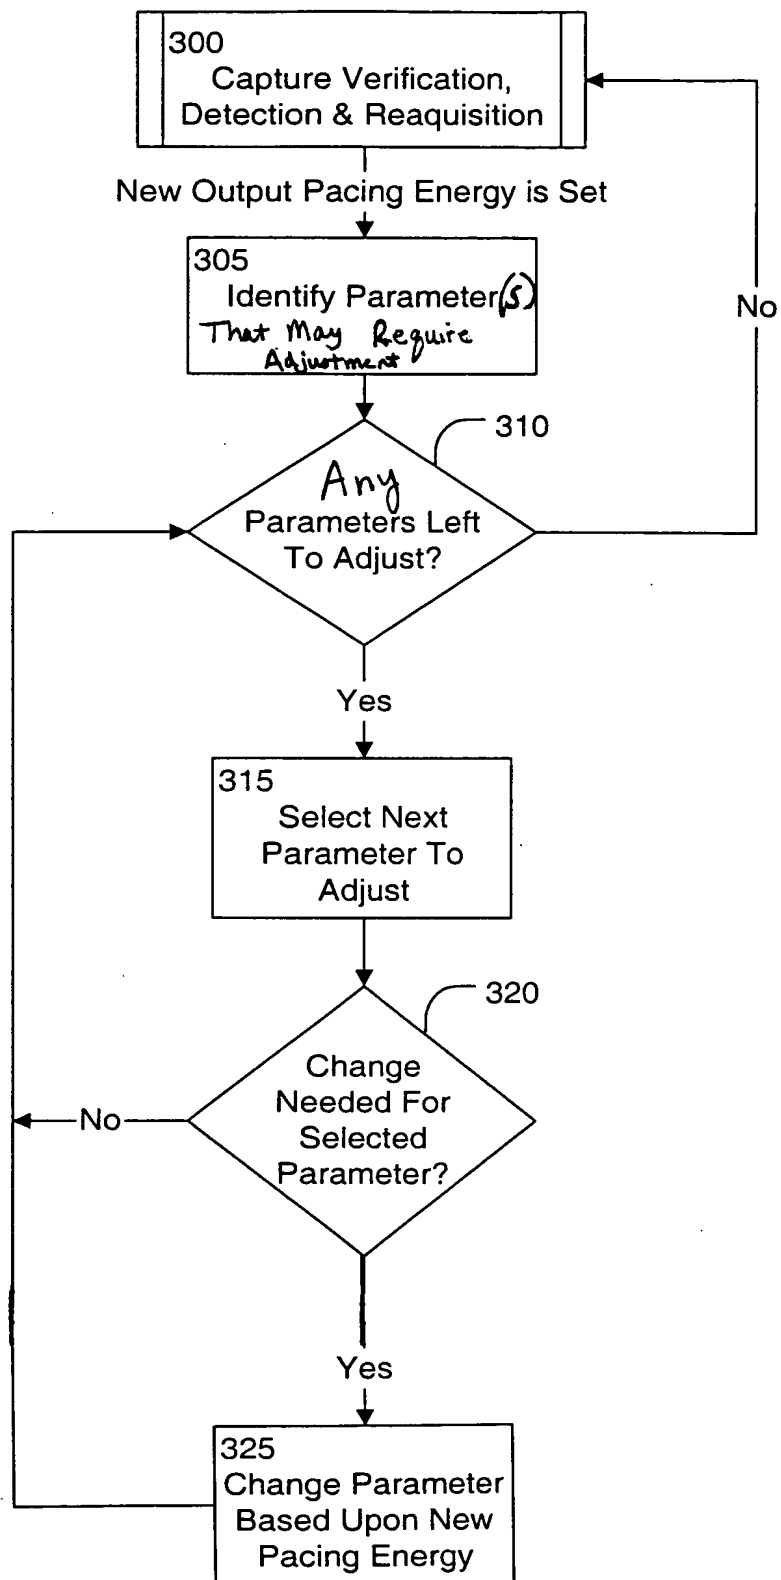 300
Capture Verification,
Detection & Reaquisition
New Output Pacing Energy is Set
305
Identify Parameter(s)
That May Require
Adjustment
No
310
Any
Parameters Left
To Adjust?
Yes
315
Select Next
Parameter To
Adjust
320
Change
Needed For
Selected
Parameter?
No
Yes
325
Change Parameter
Based Upon New
Pacing Energy